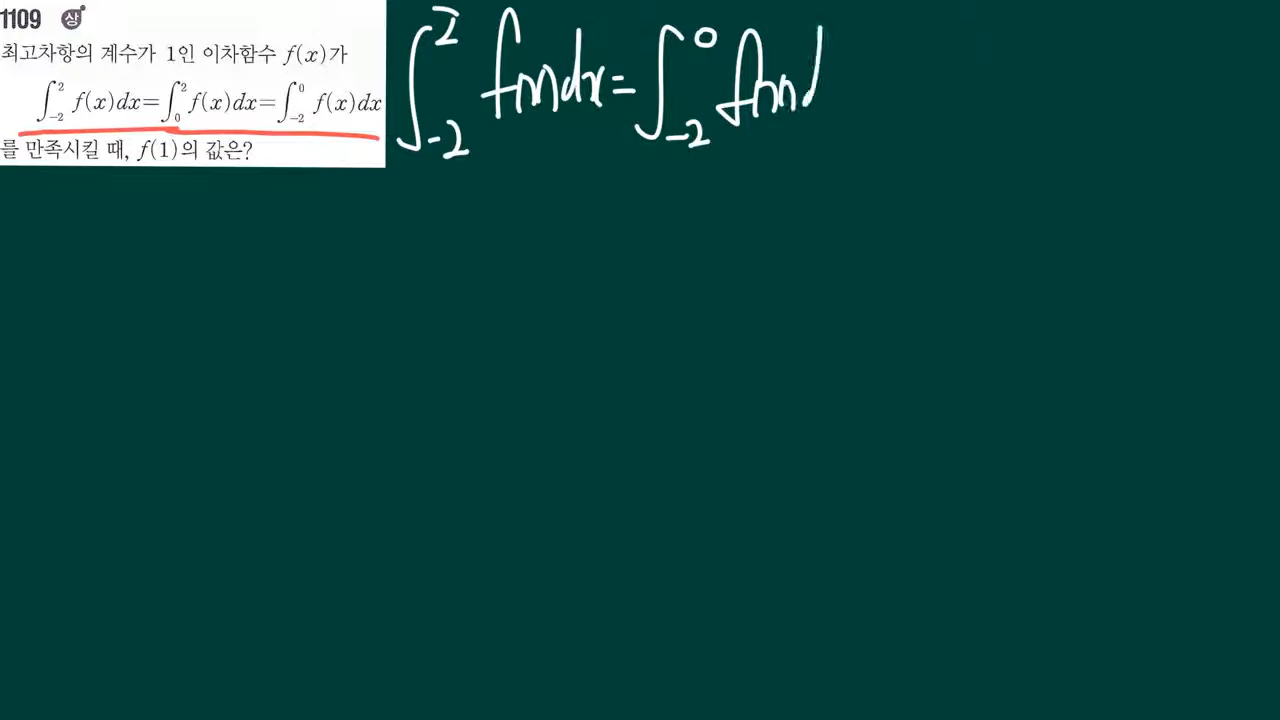 1109 상
최고차항의 계수가 1인 이차함수 f(x)가
∫_{-2}^{2} f(x)dx=∫_{0}^{2} f(x)dx=∫_{-2}^{0} f(x)dx
를 만족시킬 때, f(1)의 값은?
∫_{-2}^{2} f(x)dx=∫_{-2}^{0} f(x)d